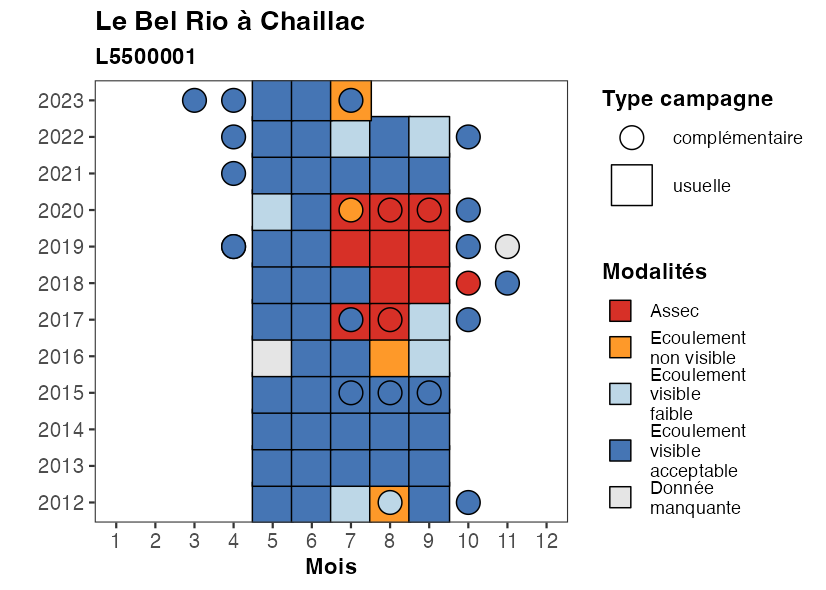 Le Bel Rio à Chaillac
L5500001
2023
2022
2021
2020
2019
2018
2017
2016
2015
2014
2013
2012
1 2 3 4 5 6 7 8 9 10 11 12
Mois
Type campagne
complémentaire
usuelle
Modalités
Assec
Ecoulement
non visible
Ecoulement
visible
faible
Ecoulement
visible
acceptable
Donnée
manquante